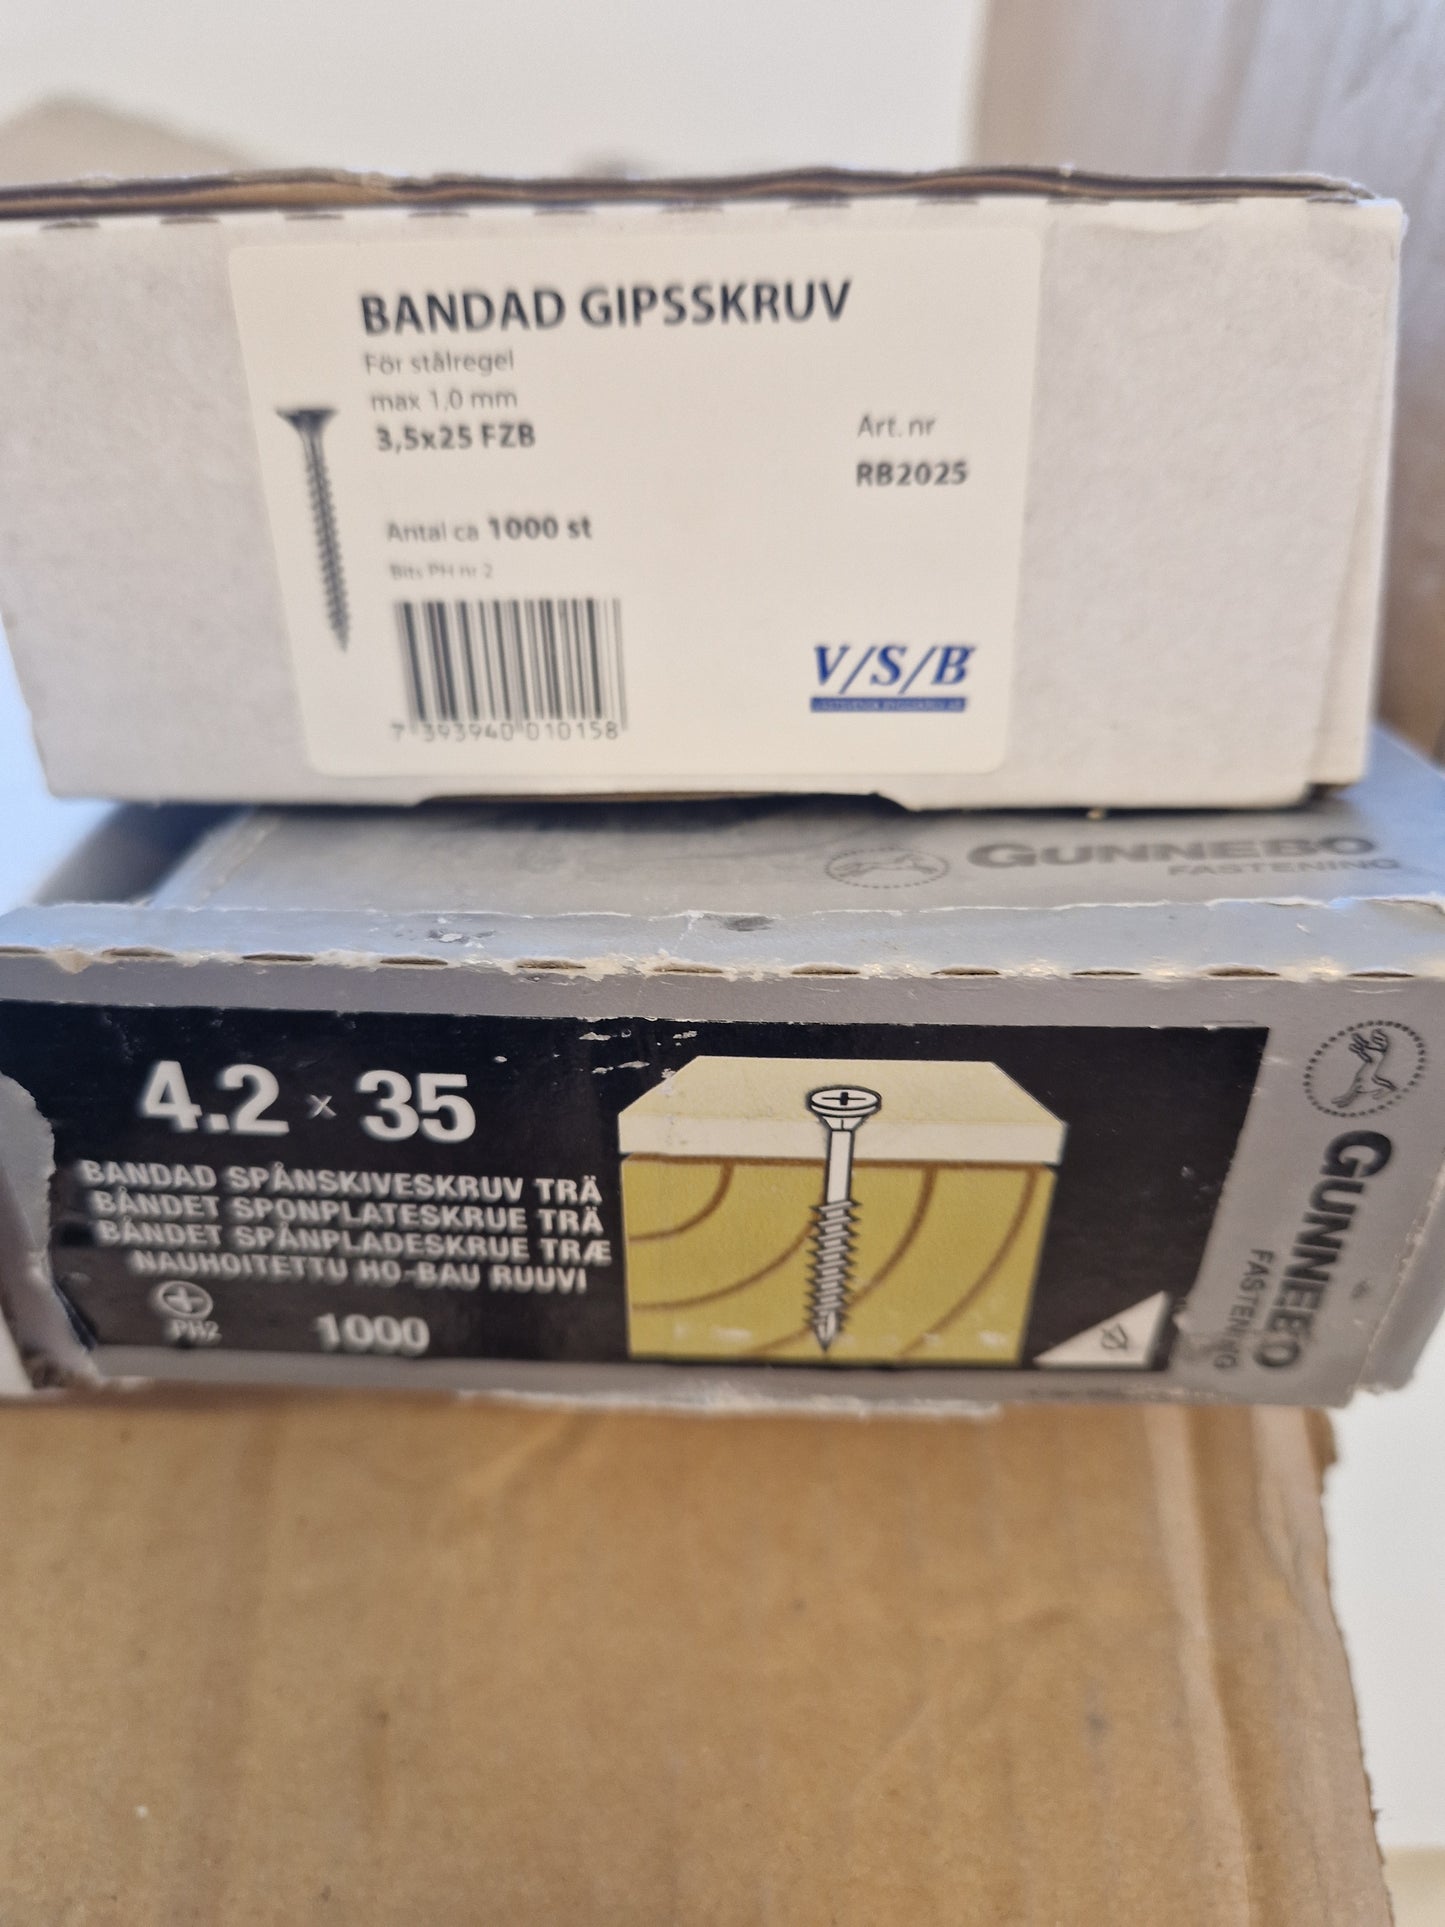 BANDAD GIPSSKRUV
För stålregel
max 1,0 mm
3,5x25 FZB
Art. nr
RB2025
Antal ca 1000 st
Bits PH nr 2
7 393940 010158
V/S/B
GUNNEBO
FASTENING
4.2 x 35
BANDAD SPÅNSKIVESKRUV TRÄ
BÅNDET SPONPLATESKRUE TRÄ
BÅNDET SPÅNPLADESKRUE TRÆ
NAUHOITETTU HO-BAU RUUVI
PH2
1000
GUNNEBO
FASTENING